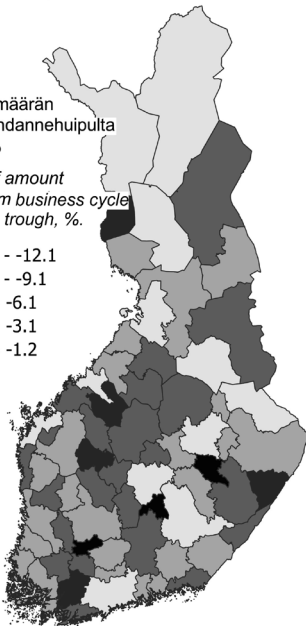 määrän
ndannehuipulta
amount
m business cycle
trough, %.
- -12.1
- -9.1
-6.1
-3.1
-1.2